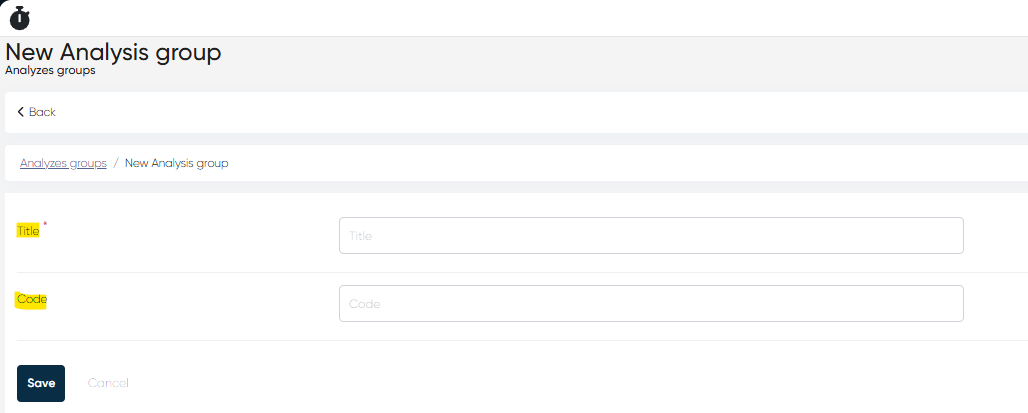 New Analysis group
Analyzes groups
Back
Analyzes groups / New Analysis group
Title *
Title
Code
Code
Save Cancel